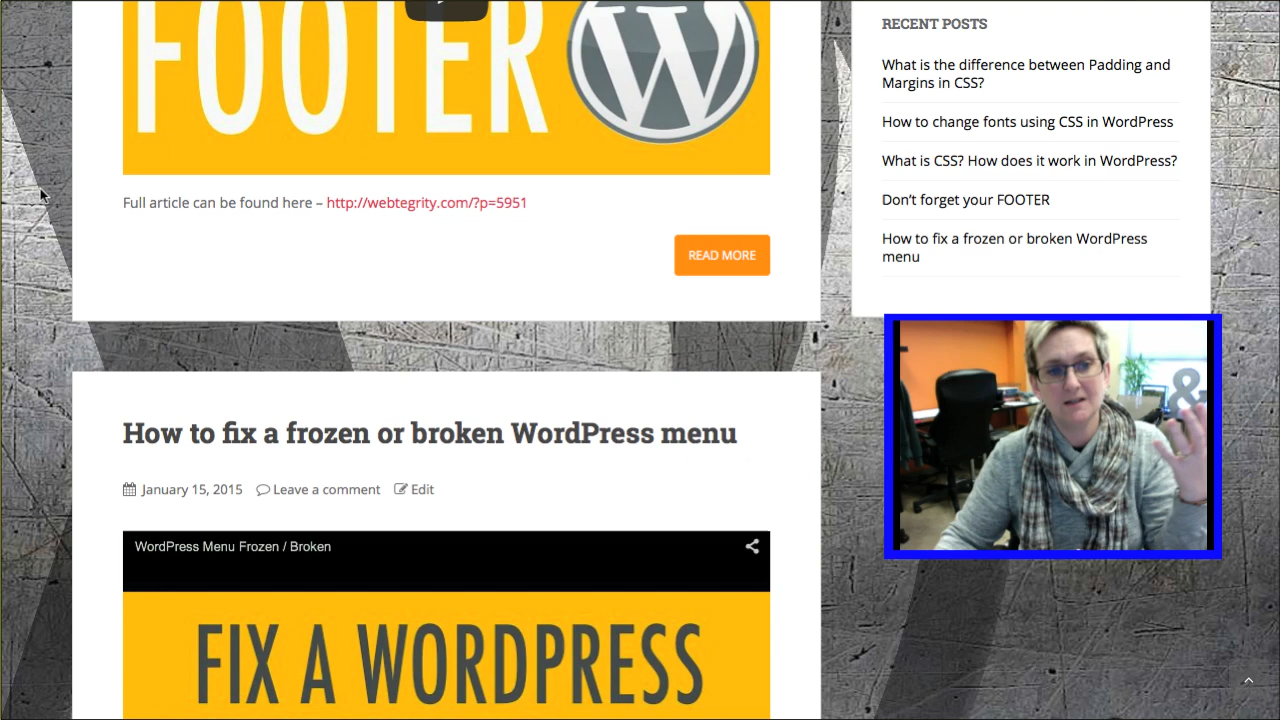 FOOTER
W
Full article can be found here – http://webtegrity.com/?p=5951
READ MORE
How to fix a frozen or broken WordPress menu
January 15, 2015 Leave a comment Edit
WordPress Menu Frozen / Broken
FIX A WORDPRESS
RECENT POSTS
What is the difference between Padding and
Margins in CSS?
How to change fonts using CSS in WordPress
What is CSS? How does it work in WordPress?
Don’t forget your FOOTER
How to fix a frozen or broken WordPress
menu
&